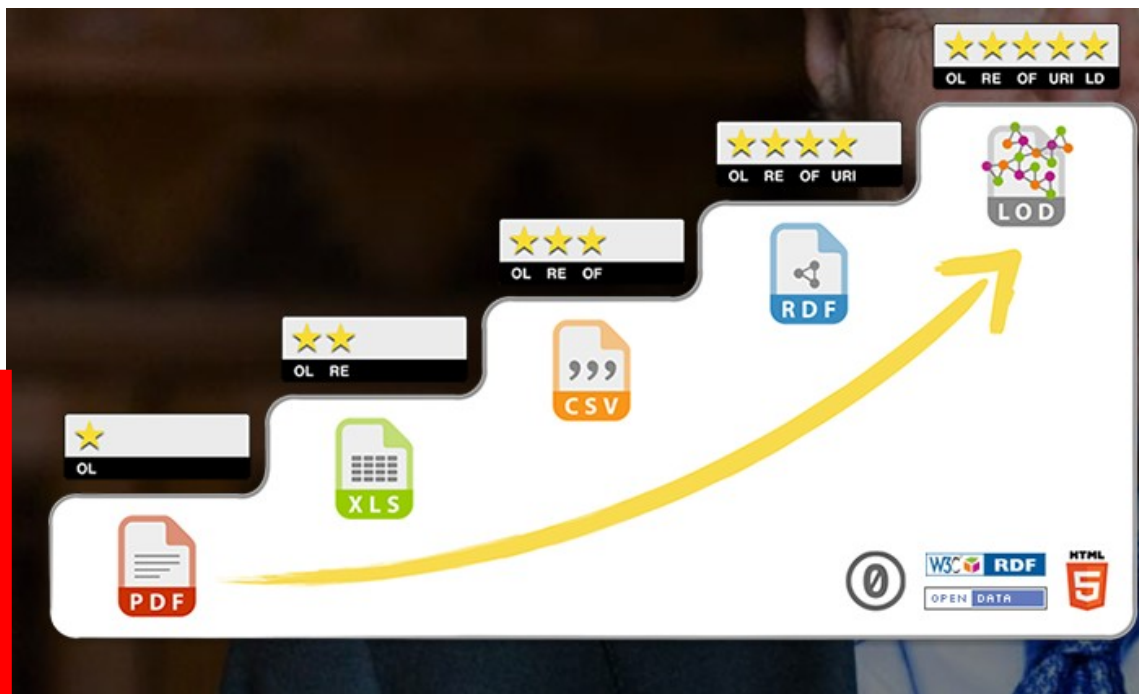 OL RE OF URI LD
LOD
OL RE OF URI
RDF
OL RE OF
,,,
CSV
OL RE
XLS
OL
PDF
0
W3C RDF
OPEN DATA
HTML
5